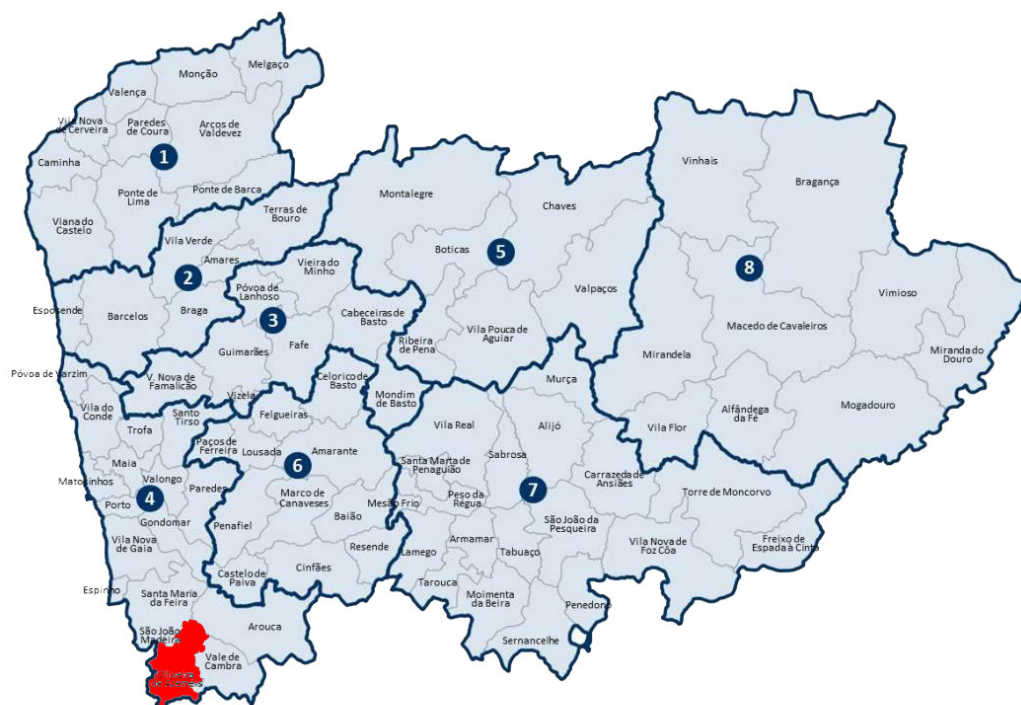 Melgaço
Monção
Valença
Vila Nova
de Cerveira
Paredes
de Coura
Arcos de
Valdevez
1
Caminha
Ponte de
Lima
Ponte de Barca
Viana do
Castelo
Terras de
Bouro
Vila Verde
Amares
2
Esposende
Barcelos
Braga
Vieira do
Minho
Póvoa de
Lanhoso
3
Cabeceiras de
Basto
Guimarães
Fafe
V. Nova de
Famalicão
Vizela
Celorico de
Basto
Mondim
de Basto
Montalegre
Chaves
Boticas
5
Valpaços
Ribeira
de Pena
Vila Pouca de
Aguiar
Vinhais
Bragança
8
Vimioso
Macedo de Cavaleiros
Mirandela
Miranda do
Douro
Mogadouro
Alfândega
da Fé
Vila Flor
Póvoa de Varzim
Vila do
Conde
Trofa
Santo
Tirso
Maia
Matosinhos
Valongo
Paredes
4
Porto
Gondomar
Vila Nova
de Gaia
Espinho
Santa Maria
da Feira
São João
Madeira
Arouca
Vale de
Cambra
Felgueiras
Paços de
Ferreira
Lousada
Amarante
6
Marco de
Canaveses
Baião
Penafiel
Resende
Castelo de
Paiva
Cinfães
Murça
Vila Real
Alijó
Sabrosa
Santa Marta de
Penaguião
Carrazeda de
Ansiães
Mesão Frio
Peso da
Régua
7
Torre de Moncorvo
São João da
Pesqueira
Armamar
Lamego
Tabuaço
Vila Nova de
Foz Côa
Freixo de
Espada à Cinta
Tarouca
Moimenta
da Beira
Penedono
Sernancelhe